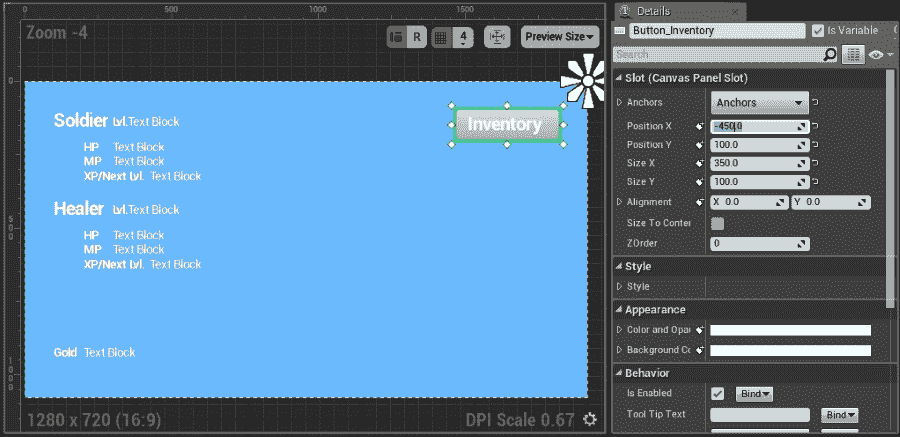 Details
Zoom -4
R
4
Preview Size
Button_Inventory
Is Variable
Search
0
500
1000
1500
0
500
1000
Soldier Lvl. Text Block
HP Text Block
MP Text Block
XP/Next Lvl. Text Block
Healer Lvl. Text Block
HP Text Block
MP Text Block
XP/Next Lvl. Text Block
Gold Text Block
Inventory
1280 x 720 (16:9)
DPI Scale 0.67
Slot (Canvas Panel Slot)
Anchors Anchors
Position X -450.0
Position Y 100.0
Size X 350.0
Size Y 100.0
Alignment X 0.0 Y 0.0
Size To Conter
ZOrder 0
Style
Style
Appearance
Color and Opa
Background Co
Behavior
Is Enabled Bind
Tool Tip Text Bind